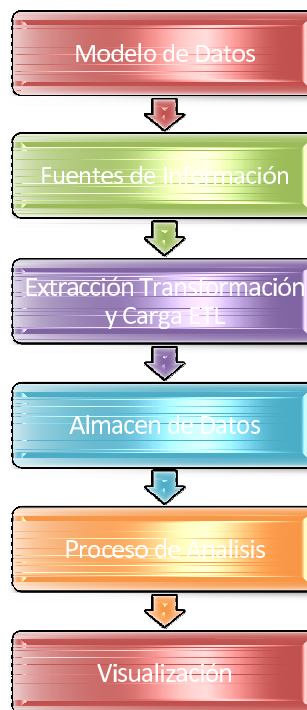 Modelo de Datos
Fuentes de Información
Extracción Transformación
y Carga ETL
Almacen de Datos
Proceso de Analisis
Visualización